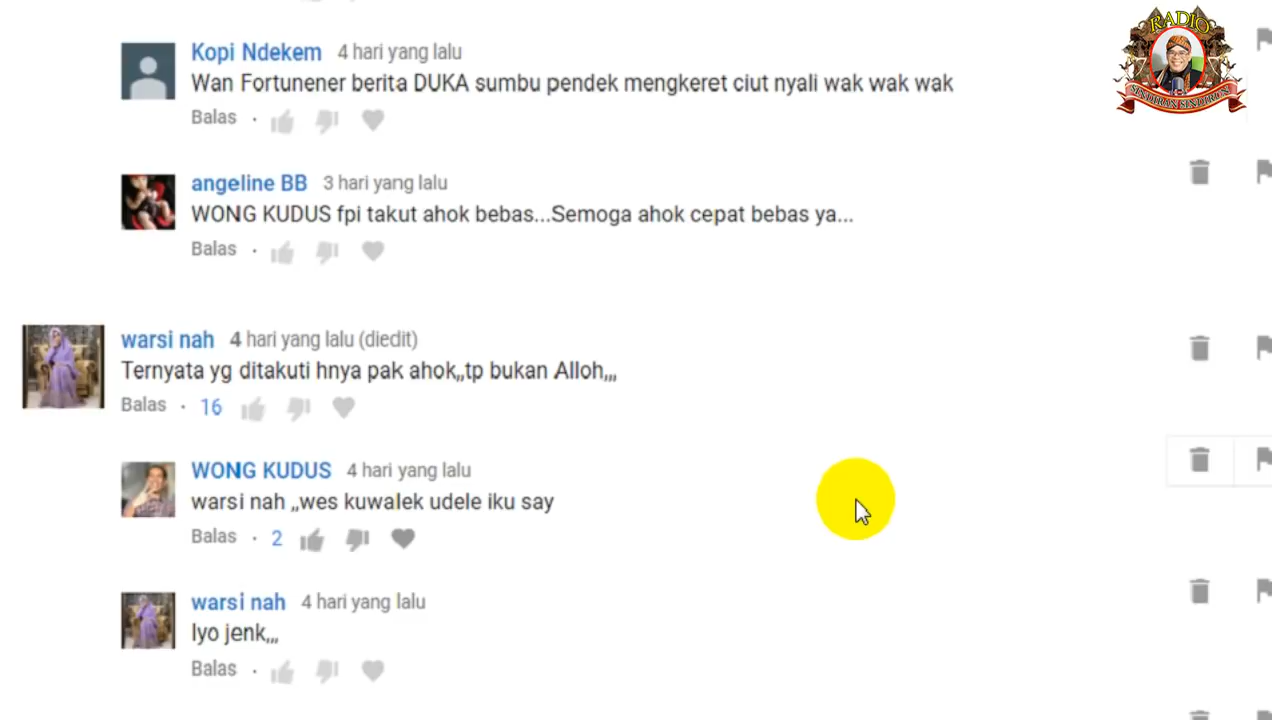 RADIO
SINDIRAN SINDIRUN
Kopi Ndekem 4 hari yang lalu
Wan Fortunener berita DUKA sumbu pendek mengkeret ciut nyali wak wak wak
Balas ·
angeline BB 3 hari yang lalu
WONG KUDUS fpi takut ahok bebas...Semoga ahok cepat bebas ya...
Balas ·
warsi nah 4 hari yang lalu (diedit)
Ternyata yg ditakuti hnya pak ahok,,tp bukan Alloh,,,
Balas · 16
WONG KUDUS 4 hari yang lalu
warsi nah ,,wes kuwalek udele iku say
Balas · 2
warsi nah 4 hari yang lalu
Iyo jenk,,,
Balas ·